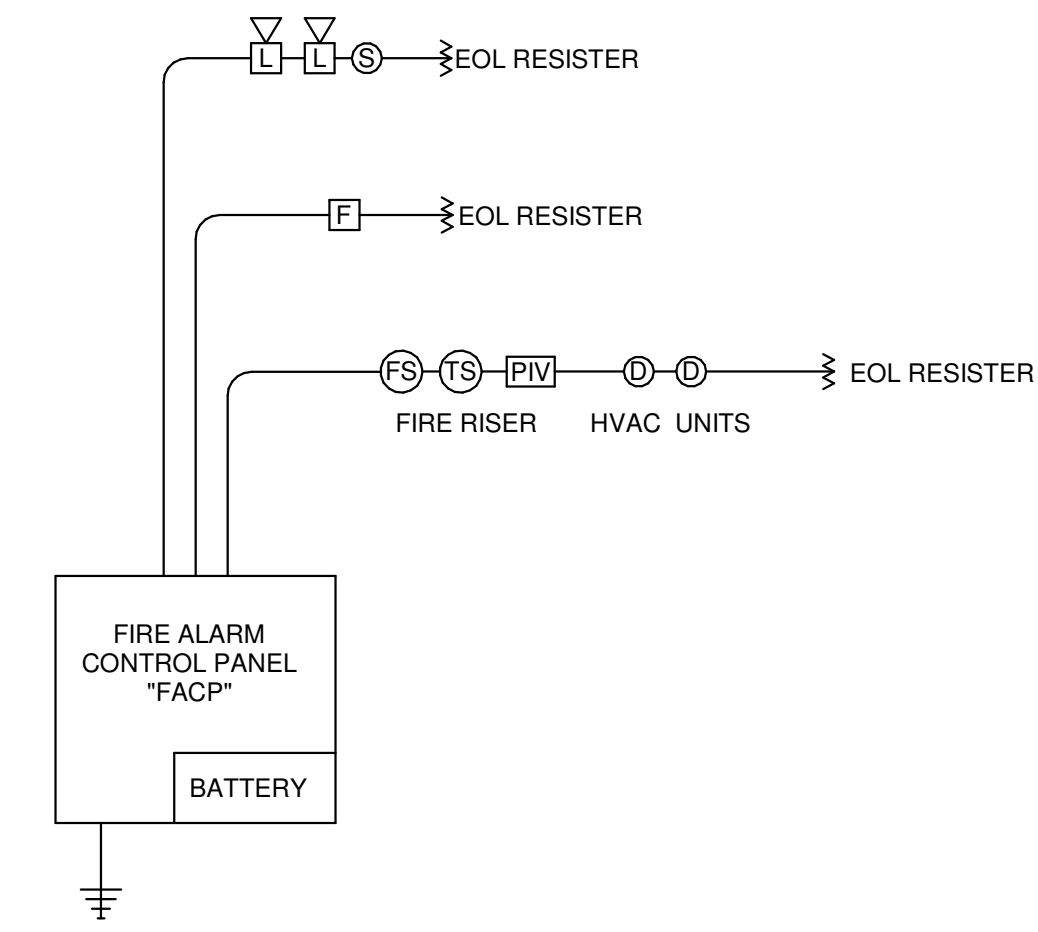 L L S EOL RESISTER
F EOL RESISTER
FS TS PIV D D EOL RESISTER
FIRE RISER HVAC UNITS
FIRE ALARM
CONTROL PANEL
"FACP"
BATTERY